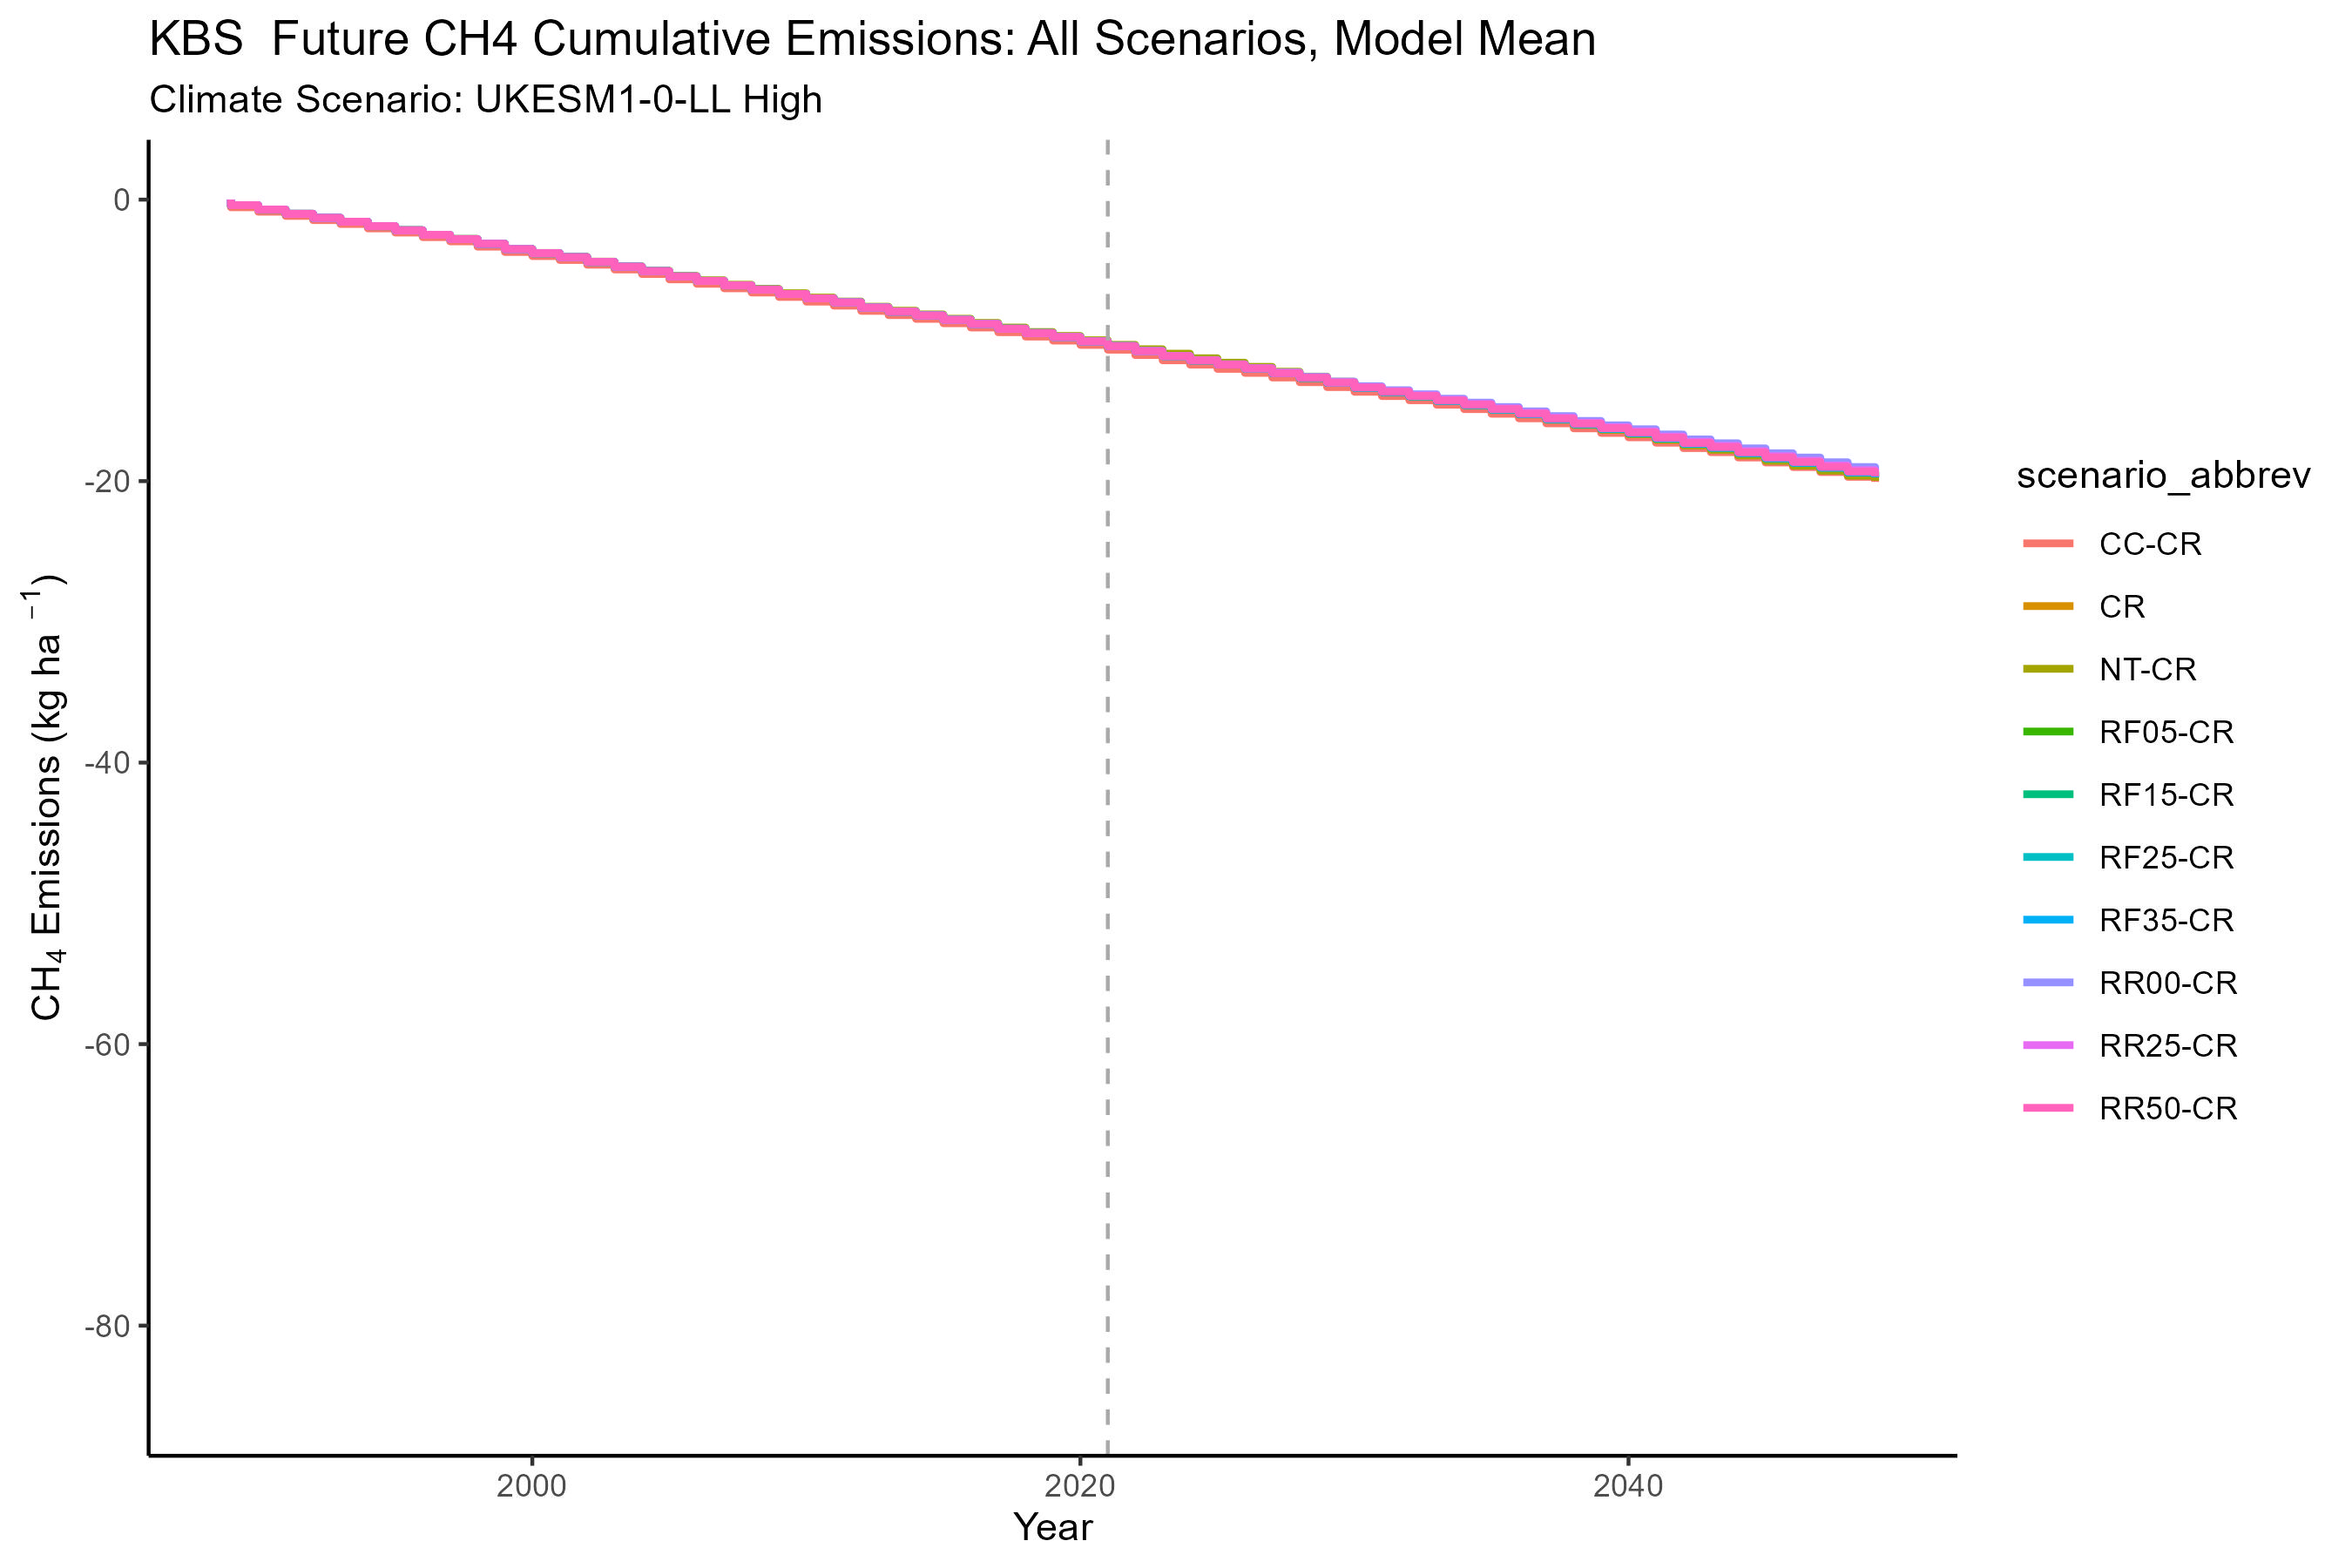 KBS  Future CH4 Cumulative Emissions: All Scenarios, Model Mean
Climate Scenario: UKESM1-0-LL High
CH₄ Emissions (kg ha ⁻¹)
0
-20
-40
-60
-80
2000
2020
2040
Year
scenario_abbrev
CC-CR
CR
NT-CR
RF05-CR
RF15-CR
RF25-CR
RF35-CR
RR00-CR
RR25-CR
RR50-CR